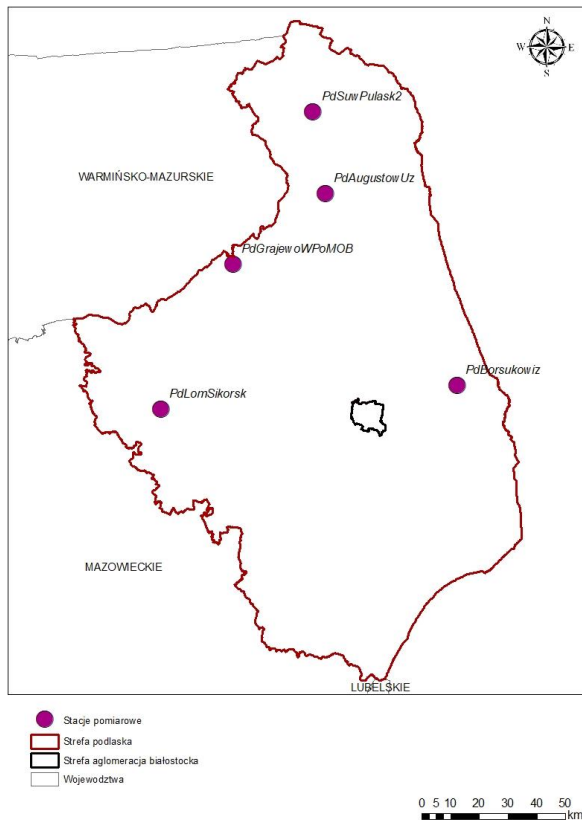 N
W E
S
PdSuwPulask2
WARMIŃSKO-MAZURSKIE
PdAugustowUz
PdGrajewoWPoMOB
PdBorsukowiz
PdLomSikorsk
MAZOWIECKIE
LUBELSKIE
Stacje pomiarowe
Strefa podlaska
Strefa aglomeracja białostocka
Wojewodztwa
0 5 10 20 30 40 50
km